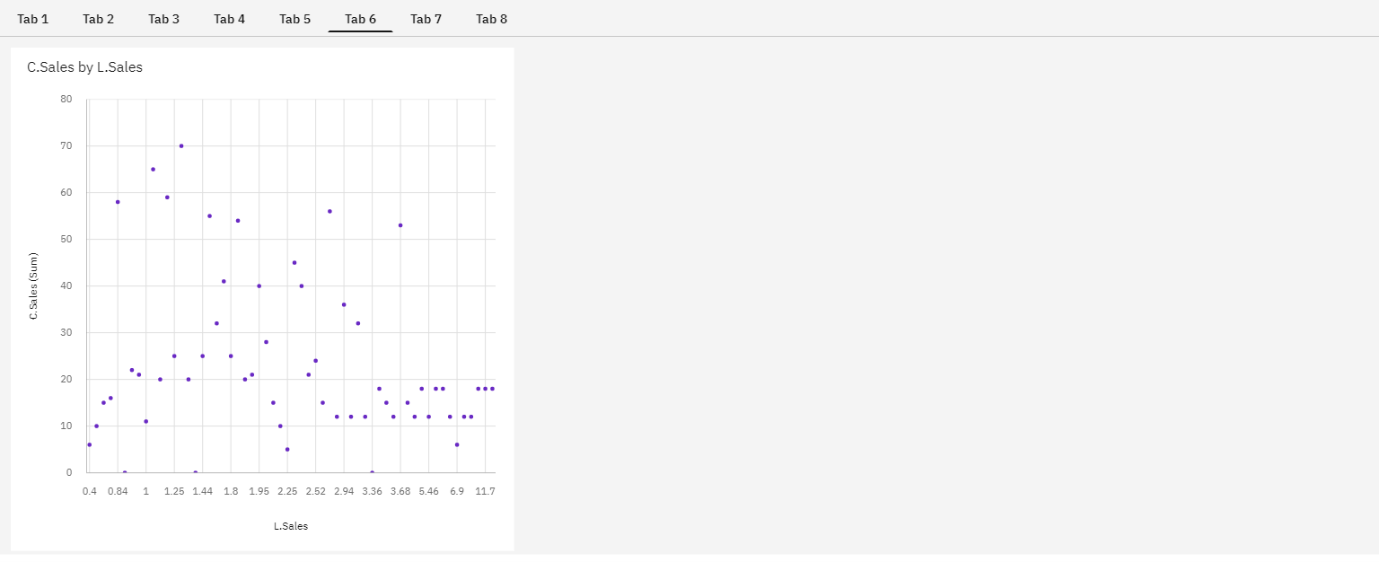 Tab 1 Tab 2 Tab 3 Tab 4 Tab 5 Tab 6 Tab 7 Tab 8
C.Sales by L.Sales
80
70
60
50
40
30
20
10
0
C.Sales (Sum)
0.4 0.84 1 1.25 1.44 1.8 1.95 2.25 2.52 2.94 3.36 3.68 5.46 6.9 11.7
L.Sales